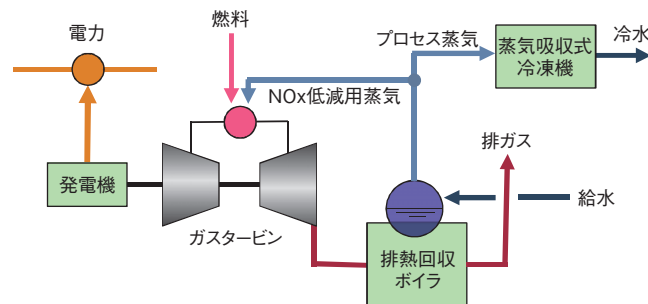 電力
燃料
プロセス蒸気
蒸気吸収式
冷凍機
冷水
NOx低減用蒸気
排ガス
発電機
給水
ガスタービン
排熱回収
ボイラ